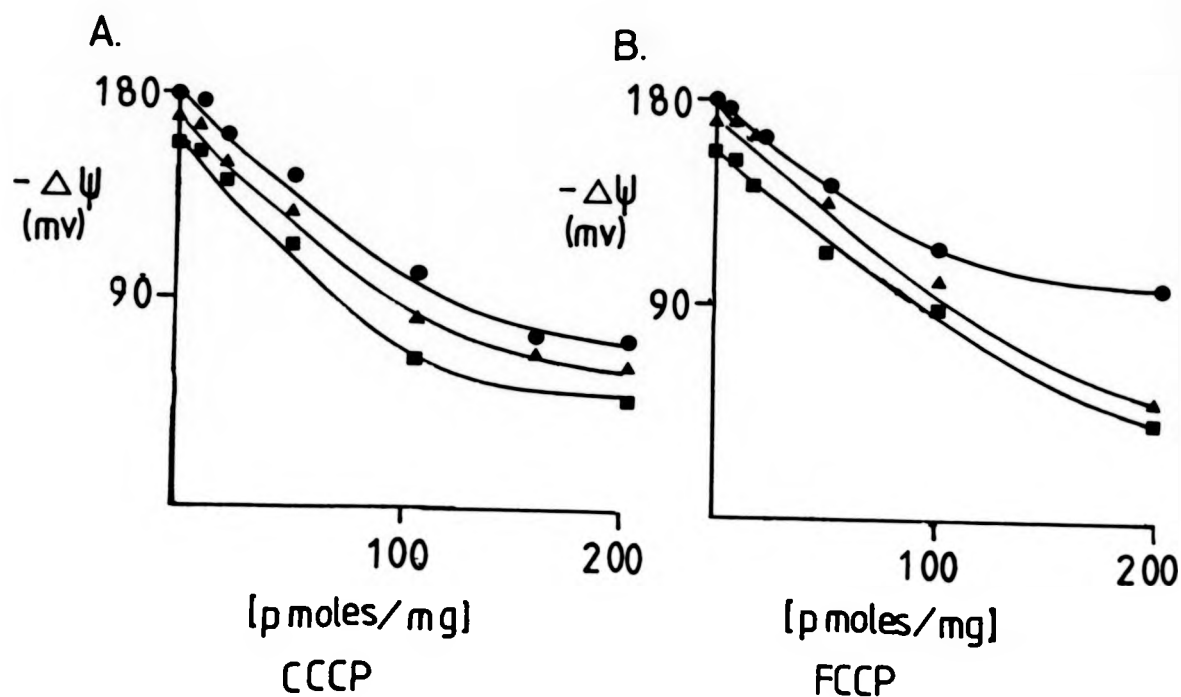 A.
180
- Δψ
(mv)
90
100
200
[p moles/mg]
CCCP
B.
180
- Δψ
(mv)
90
100
200
[p moles/mg]
FCCP